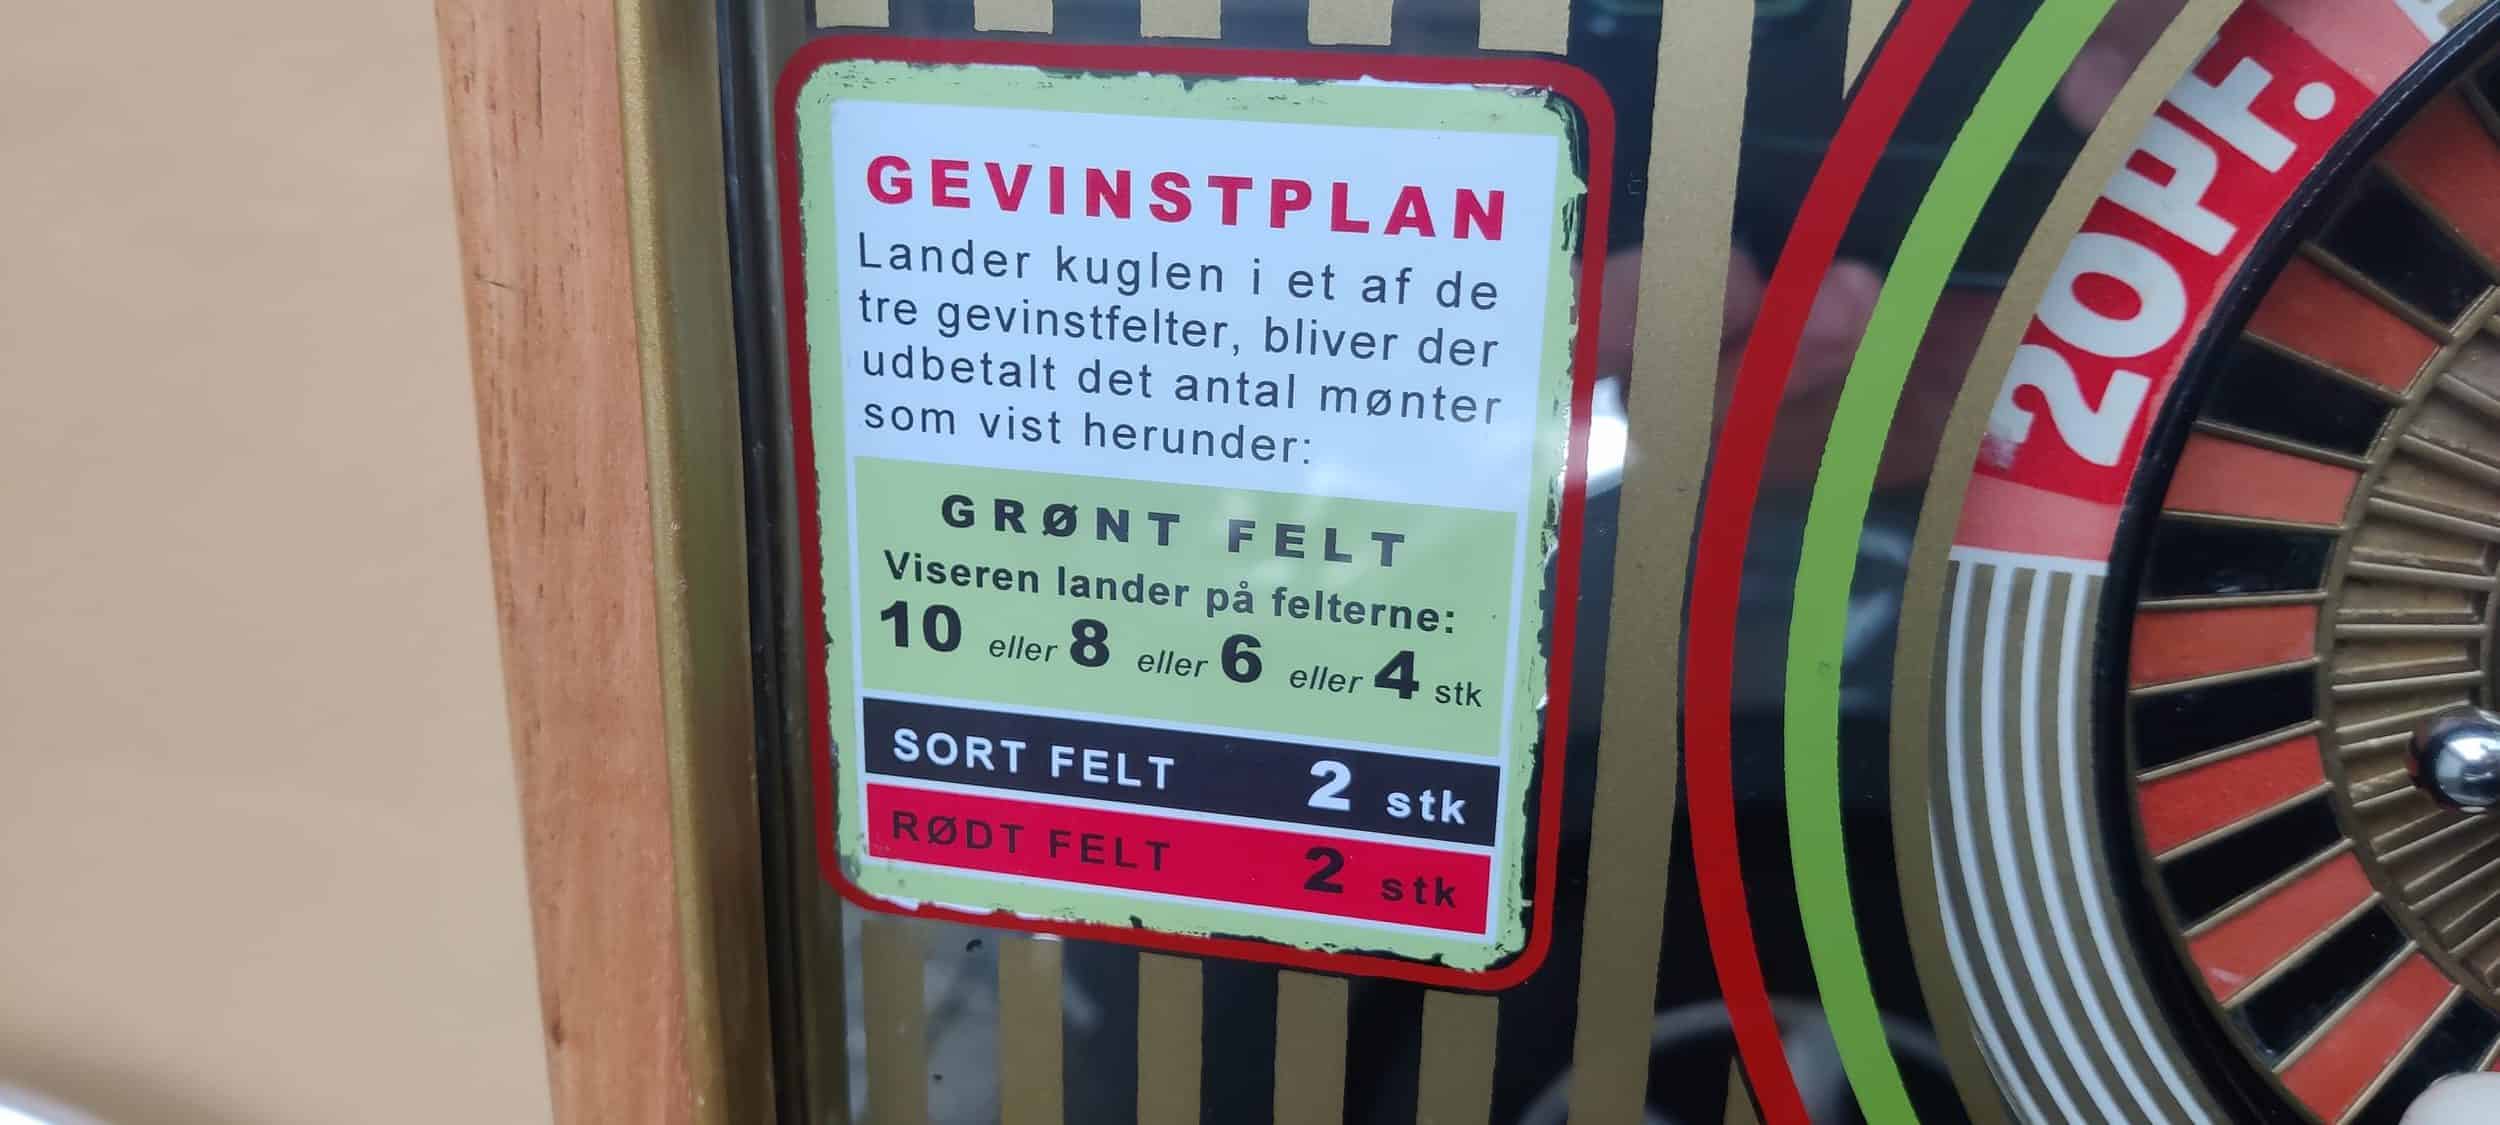 GEVINSTPLAN
Lander kuglen i et af de
tre gevinstfelter, bliver der
udbetalt det antal mønter
som vist herunder:
GRØNT FELT
Viseren lander på felterne:
10 eller 8 eller 6 eller 4 stk
SORT FELT 2 stk
RØDT FELT 2 stk
20PF.